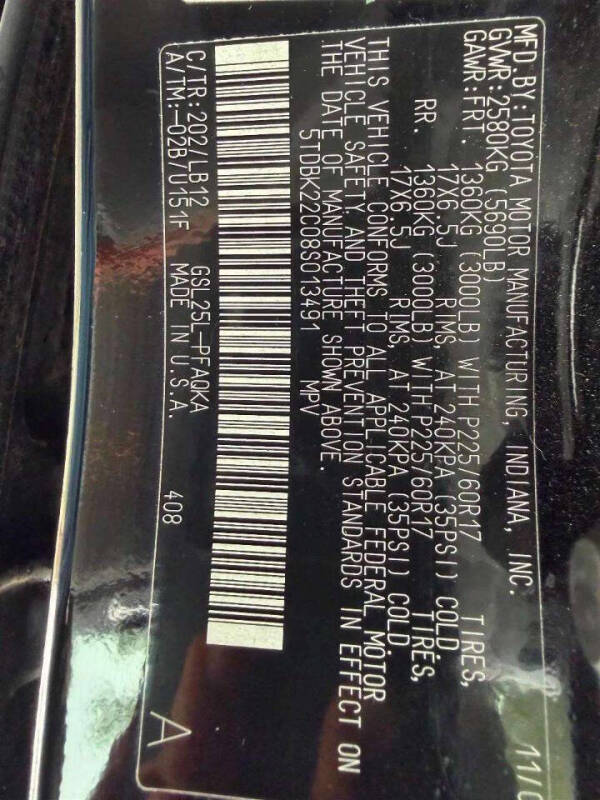 MFD.BY:TOYOTA MOTOR MANUFACTURING, INDIANA, INC. 11/0
GVWR:2580KG (5690LB)
GAWR:FRT. 1360KG (3000LB) WITH P225/60R17 TIRES,
17X6.5J RIMS, AT 240KPA (35PSI) COLD
RR. 1360KG (3000LB) WITH P225/60R17 TIRES,
17X6.5J RIMS, AT 240KPA (35PSI) COLD.
THIS VEHICLE CONFORMS TO ALL APPLICABLE FEDERAL MOTOR
VEHICLE SAFETY, AND THEFT PREVENTION STANDARDS IN EFFECT ON
THE DATE OF MANUFACTURE SHOWN ABOVE.
5TDBK22C08S013491 MPV
C/TR:202/LB12 GSL25L-PFAQKA
A/TM:-02B/U151F MADE IN U.S.A. 408
A